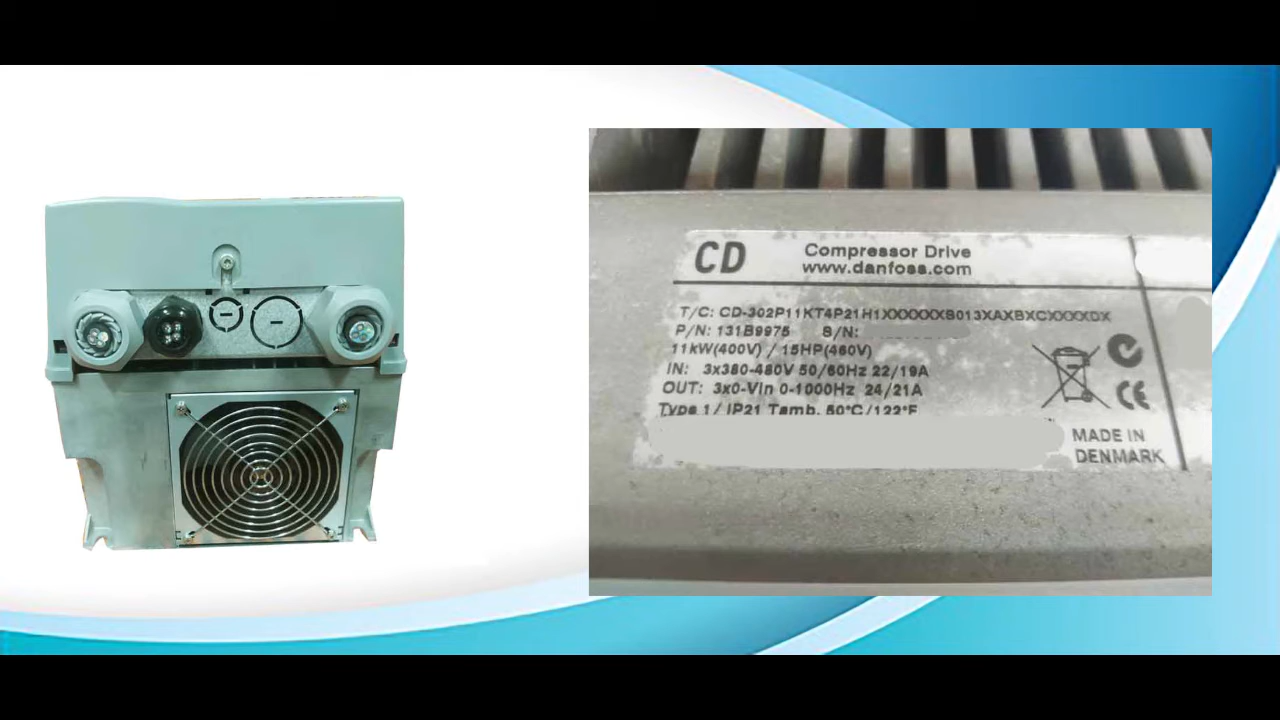 CD
Compressor Drive
www.danfoss.com
T/C: CD-302P11KT4P21H1XXXXXXS013XAXBXCXXXXDX
P/N: 131B9975 S/N:
11kW(400V) / 15HP(460V)
IN: 3x380-480V 50/60Hz 22/19A
OUT: 3x0-Vin 0-1000Hz 24/21A
Type 1/ IP21 Tamb. 50°C/122°F
CE
MADE IN
DENMARK